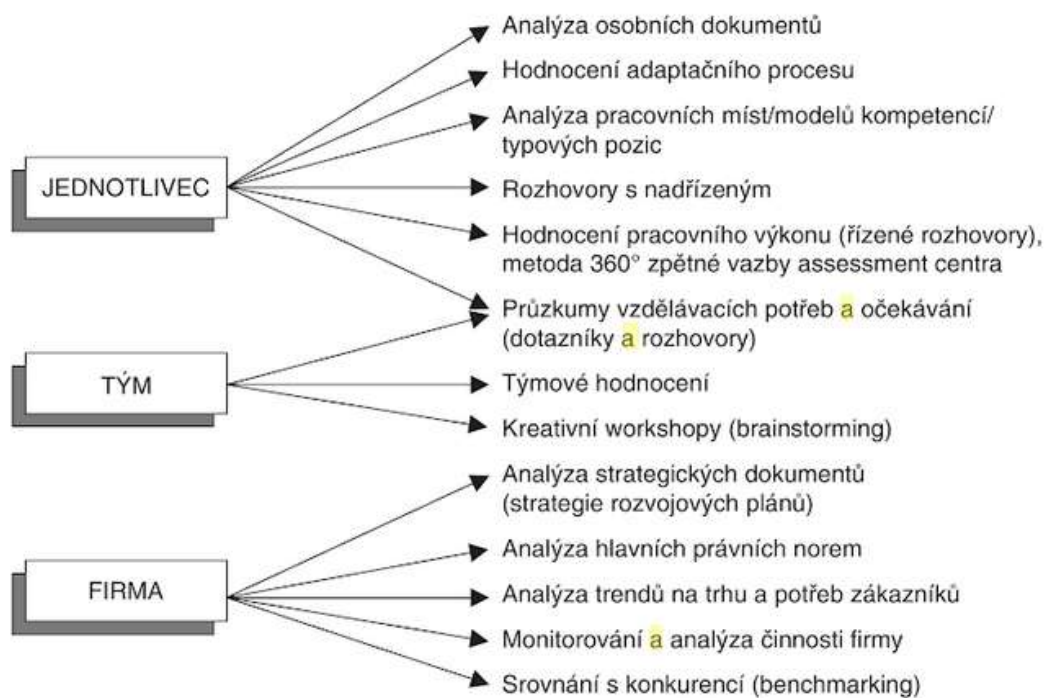 Analýza osobních dokumentů
Hodnocení adaptačního procesu
Analýza pracovních míst/modelů kompetencí/
typových pozic
JEDNOTLIVEC
Rozhovory s nadřízeným
Hodnocení pracovního výkonu (řízené rozhovory),
metoda 360° zpětné vazby assessment centra
Průzkumy vzdělávacích potřeb a očekávání
(dotazníky a rozhovory)
TÝM
Týmové hodnocení
Kreativní workshopy (brainstorming)
Analýza strategických dokumentů
(strategie rozvojových plánů)
Analýza hlavních právních norem
FIRMA
Analýza trendů na trhu a potřeb zákazníků
Monitorování a analýza činnosti firmy
Srovnání s konkurencí (benchmarking)